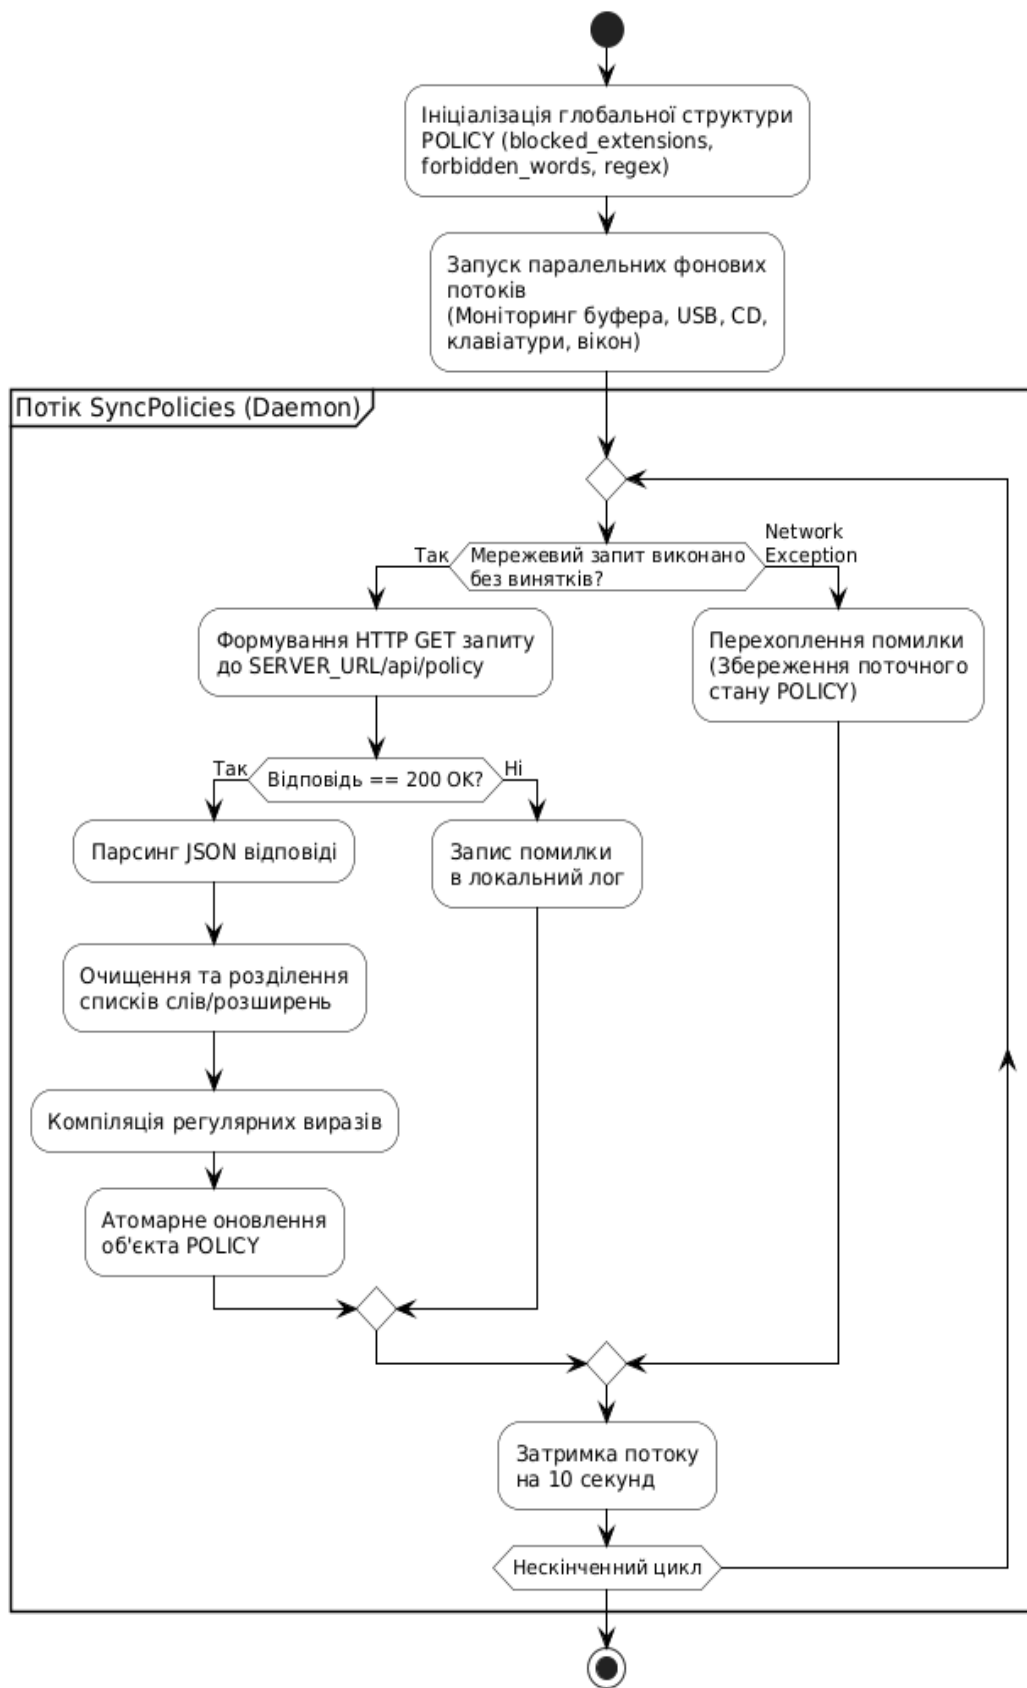 Ініціалізація глобальної структури
POLICY (blocked_extensions,
forbidden_words, regex)
Запуск паралельних фонових
потоків
(Моніторинг буфера, USB, CD,
клавіатури, вікон)
Потік SyncPolicies (Daemon)
Мережевий запит виконано
без винятків?
Так
Network
Exception
Формування HTTP GET запиту
до SERVER_URL/api/policy
Перехоплення помилки
(Збереження поточного
стану POLICY)
Відповідь == 200 OK?
Так
Ні
Парсинг JSON відповіді
Запис помилки
в локальний лог
Очищення та розділення
списків слів/розширень
Компіляція регулярних виразів
Атомарне оновлення
об'єкта POLICY
Затримка потоку
на 10 секунд
Нескінченний цикл